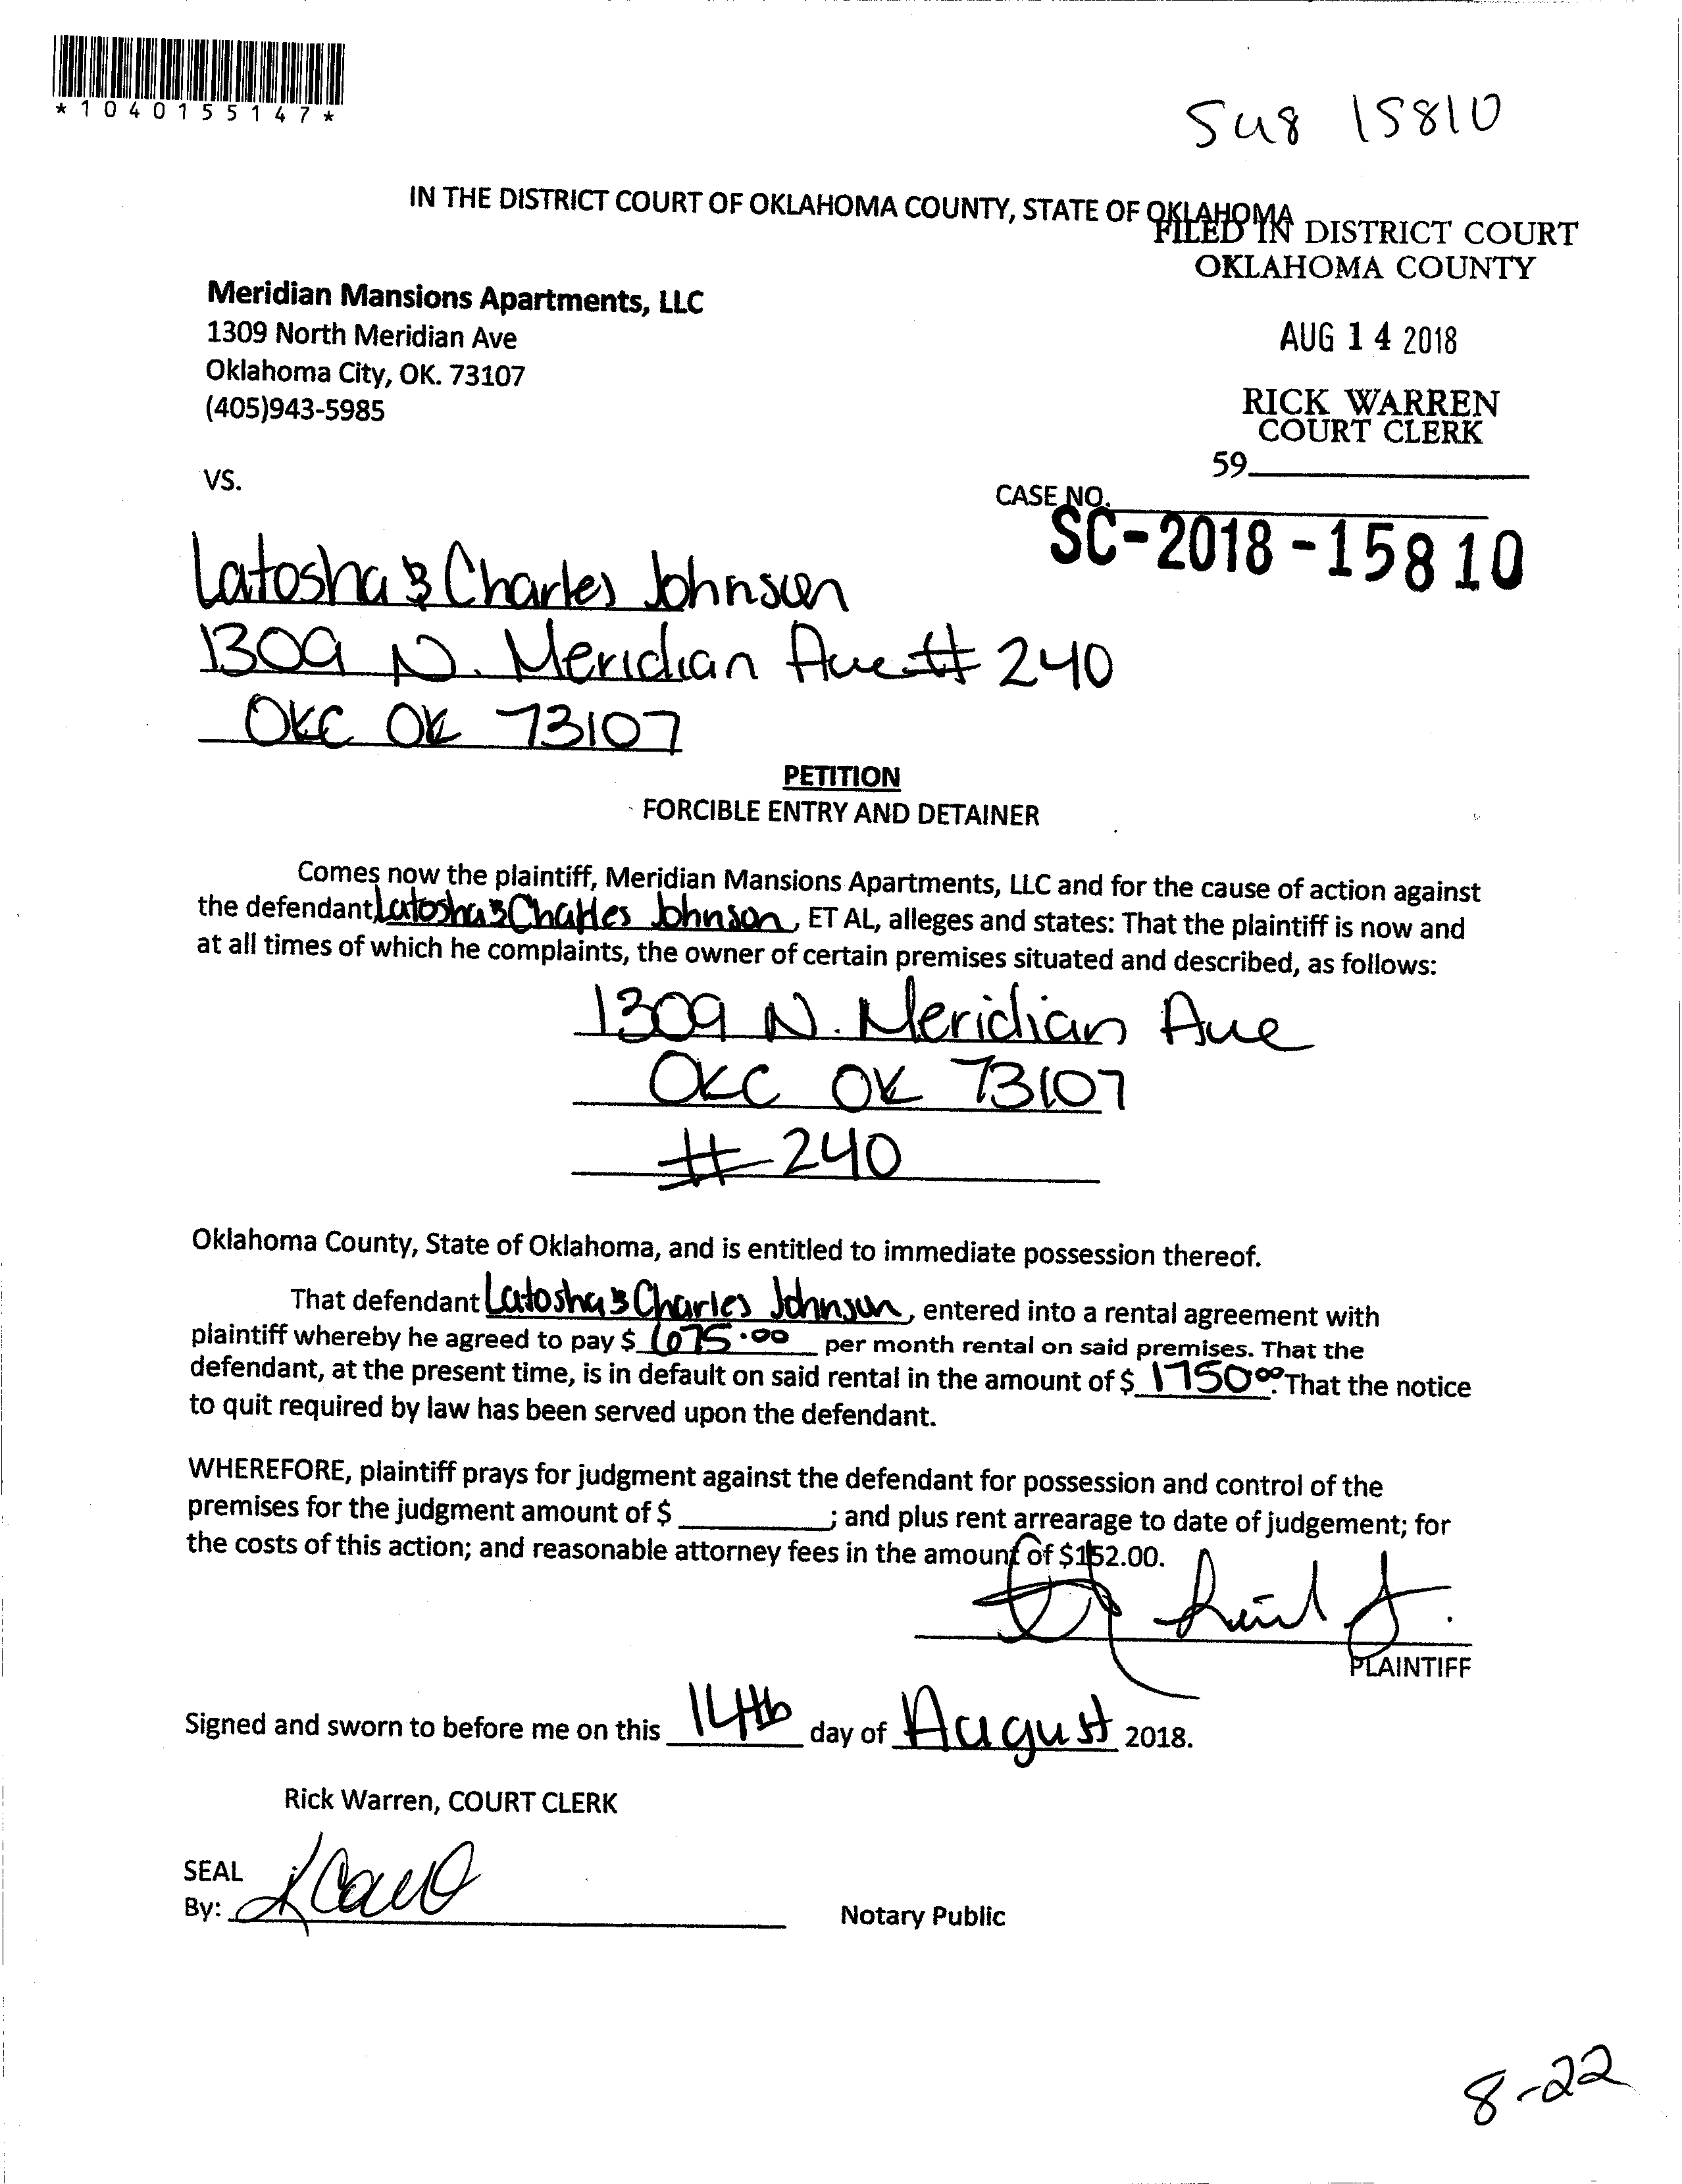 *1040155147*
IN THE DISTRICT COURT OF OKLAHOMA COUNTY, STATE OF OKLAHOMA
FILED IN DISTRICT COURT
OKLAHOMA COUNTY
Meridian Mansions Apartments, LLC
1309 North Meridian Ave
Oklahoma City, OK. 73107
(405)943-5985
AUG 14 2018
RICK WARREN
COURT CLERK
59
VS.
CASE NO.
SC-2018-15810
Latosha & Charles Johnson
1309 N. Meridian Ave # 240
OKC OK 73107
PETITION
FORCIBLE ENTRY AND DETAINER
Comes now the plaintiff, Meridian Mansions Apartments, LLC and for the cause of action against
the defendant, Latosha & Charles Johnson, ET AL, alleges and states: That the plaintiff is now and
at all times of which he complaints, the owner of certain premises situated and described, as follows:
1309 N. Meridian Ave
OKC OK 73107
# 240
Oklahoma County, State of Oklahoma, and is entitled to immediate possession thereof.
That defendant Latosha & Charles Johnson, entered into a rental agreement with
plaintiff whereby he agreed to pay $ 675.00 per month rental on said premises. That the
defendant, at the present time, is in default on said rental in the amount of $ 1750.00. That the notice
to quit required by law has been served upon the defendant.
WHEREFORE, plaintiff prays for judgment against the defendant for possession and control of the
premises for the judgment amount of $ ; and plus rent arrearage to date of judgement; for
the costs of this action; and reasonable attorney fees in the amount of $152.00.
PLAINTIFF
Signed and sworn to before me on this 14th day of August 2018.
Rick Warren, COURT CLERK
SEAL
By:
Notary Public
8-22